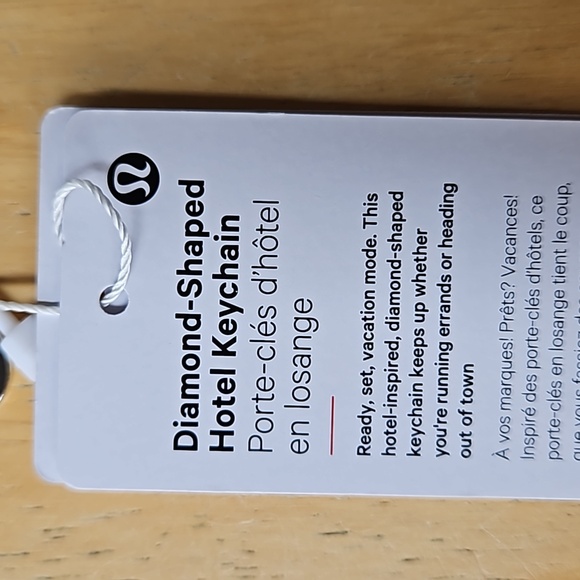 Diamond-Shaped
Hotel Keychain
Porte-clés d'hôtel
en losange
Ready, set, vacation mode. This
hotel-inspired, diamond-shaped
keychain keeps up whether
you're running errands or heading
out of town
À vos marques! Prêts? Vacances!
Inspiré des porte-clés d'hôtels, ce
porte-clés en losange tient le coup,
que vous